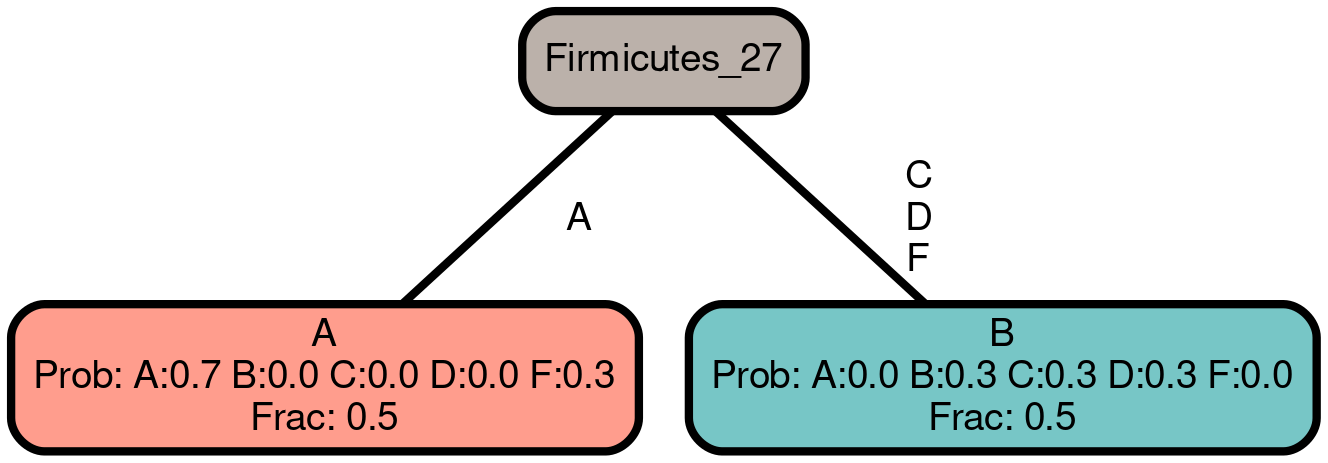 Firmicutes_27
A
C
D
F
A
Prob: A:0.7 B:0.0 C:0.0 D:0.0 F:0.3
Frac: 0.5
B
Prob: A:0.0 B:0.3 C:0.3 D:0.3 F:0.0
Frac: 0.5